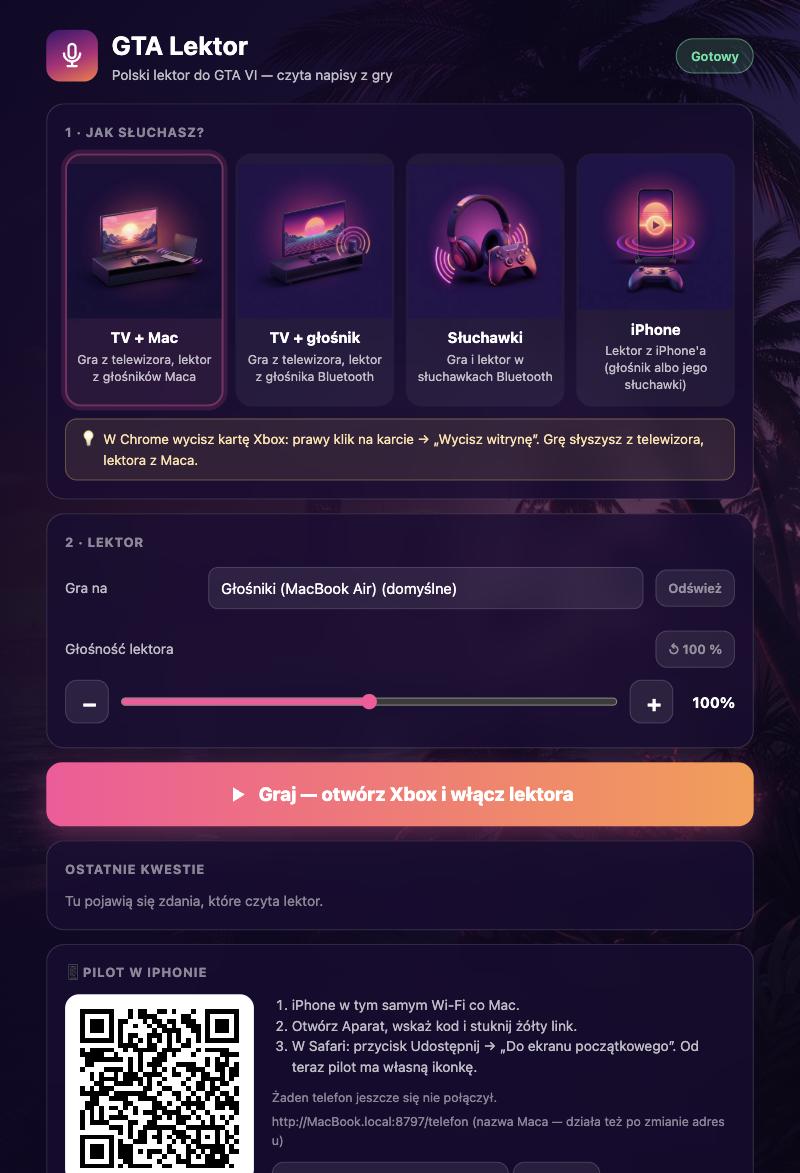 GTA Lektor
Polski lektor do GTA VI — czyta napisy z gry
Gotowy
1 · JAK SŁUCHASZ?
TV + Mac
Gra z telewizora, lektor
z głośników Maca
TV + głośnik
Gra z telewizora, lektor
z głośnika Bluetooth
Słuchawki
Gra i lektor w
słuchawkach Bluetooth
iPhone
Lektor z iPhone'a
(głośnik albo jego
słuchawki)
W Chrome wycisz kartę Xbox: prawy klik na karcie → „Wycisz witrynę”. Grę słyszysz z telewizora,
lektora z Maca.
2 · LEKTOR
Gra na
Głośniki (MacBook Air) (domyślne)
Odśwież
Głośność lektora
↺ 100 %
−
+
100%
▶ Graj — otwórz Xbox i włącz lektora
OSTATNIE KWESTIE
Tu pojawią się zdania, które czyta lektor.
PILOT W IPHONIE
1. iPhone w tym samym Wi-Fi co Mac.
2. Otwórz Aparat, wskaż kod i stuknij żółty link.
3. W Safari: przycisk Udostępnij → „Do ekranu początkowego”. Od
teraz pilot ma własną ikonkę.
Żaden telefon jeszcze się nie połączył.
http://MacBook.local:8797/telefon (nazwa Maca — działa też po zmianie adres
u)